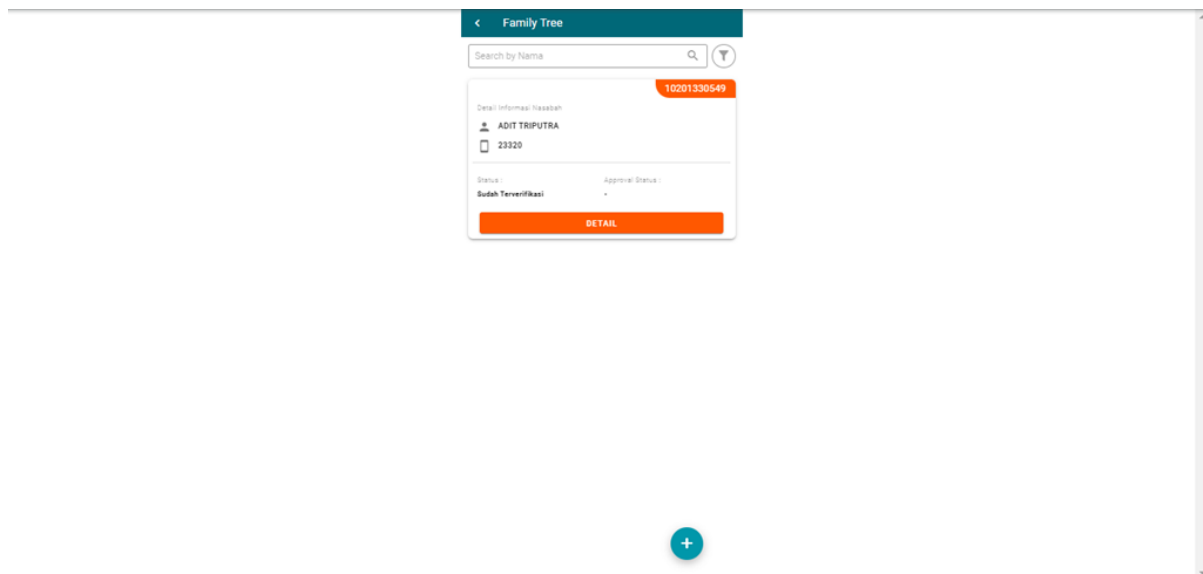 Family Tree
Search by Nama
10201330549
Detail Informasi Nasabah
ADIT TRIPUTRA
23320
Status : Approval Status :
Sudah Terverifikasi -
DETAIL
+